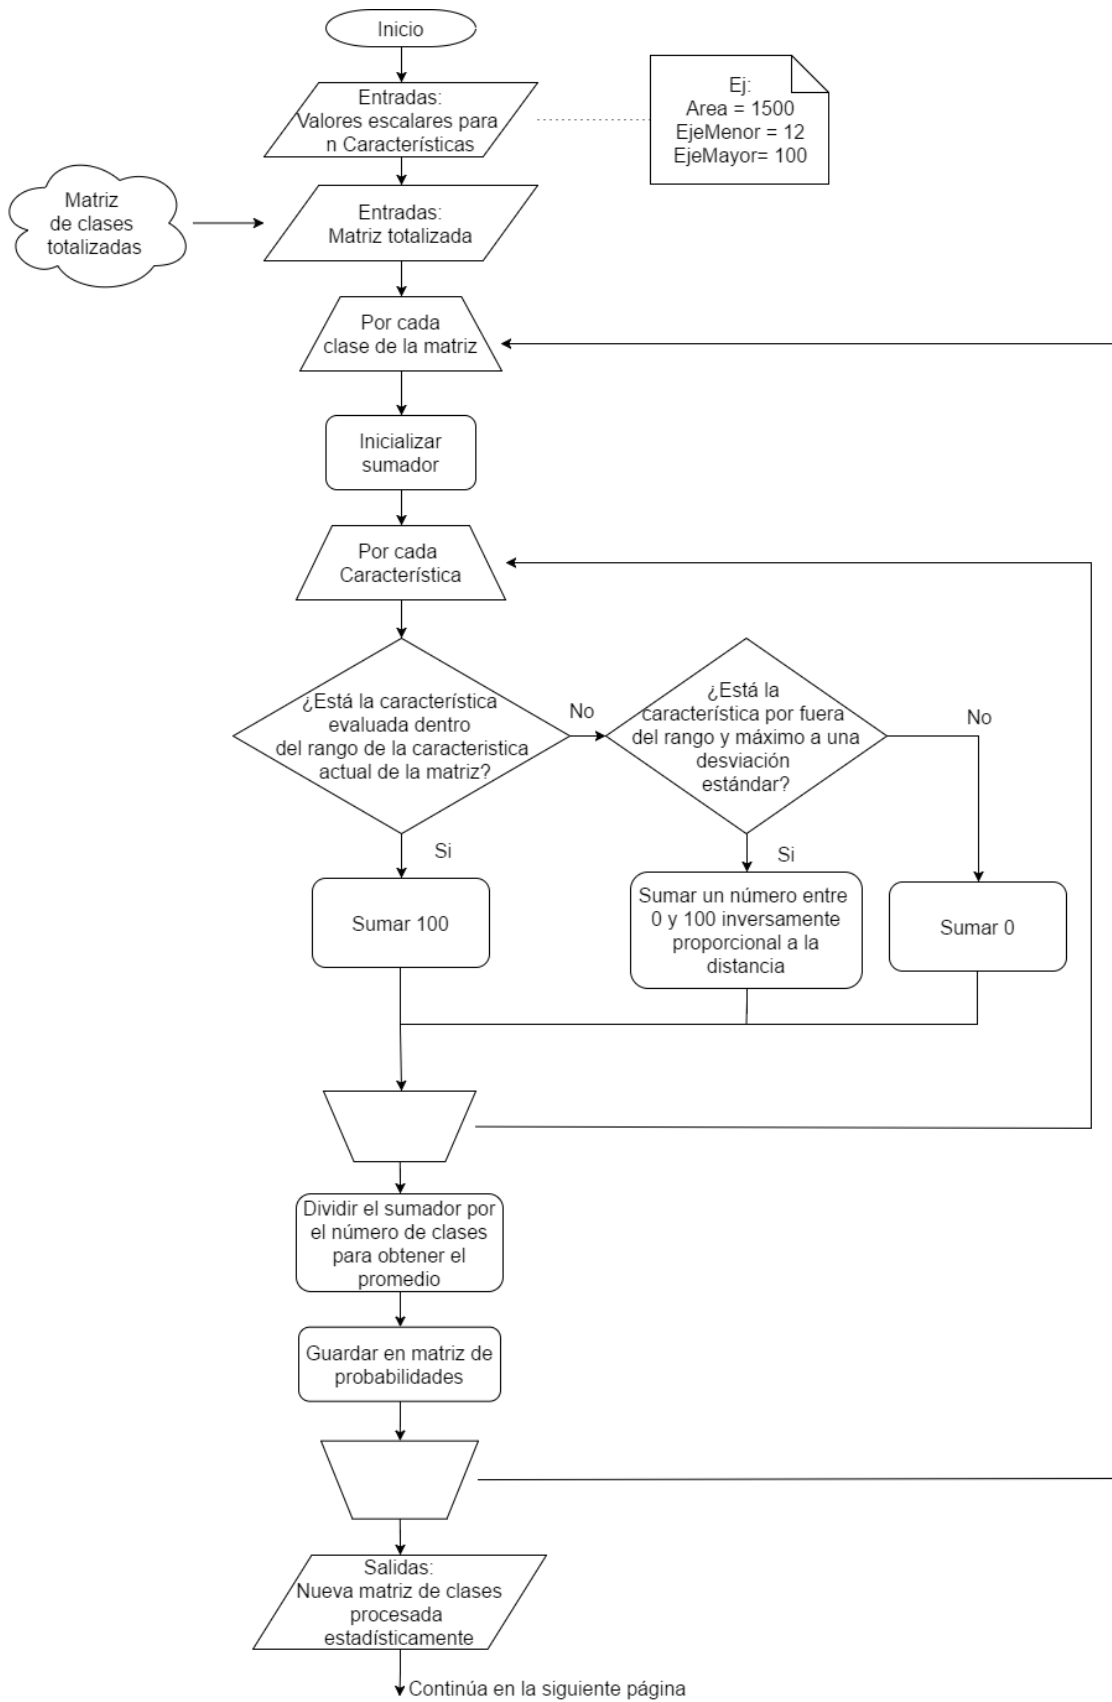 Inicio
Entradas:
Valores escalares para
n Características
Ej:
Area = 1500
EjeMenor = 12
EjeMayor= 100
Matriz
de clases
totalizadas
Entradas:
Matriz totalizada
Por cada
clase de la matriz
Inicializar
sumador
Por cada
Característica
¿Está la característica
evaluada dentro
del rango de la caracteristica
actual de la matriz?
No
¿Está la
característica por fuera
del rango y máximo a una
desviación
estándar?
No
Si
Si
Sumar 100
Sumar un número entre
0 y 100 inversamente
proporcional a la
distancia
Sumar 0
Dividir el sumador por
el número de clases
para obtener el
promedio
Guardar en matriz de
probabilidades
Salidas:
Nueva matriz de clases
procesada
estadísticamente
Continúa en la siguiente página